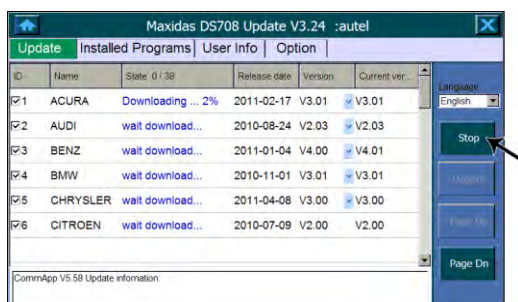 Maxidas DS708 Update V3.24 :autel
Update Installed Programs User Info Option
ID Name State 0 / 38 Release date Version Current ver... Language
1 ACURA Downloading ... 2% 2011-02-17 V3.01 V3.01 English
2 AUDI wait download... 2010-08-24 V2.03 V2.03 Stop
3 BENZ wait download... 2011-01-04 V4.00 V4.01
4 BMW wait download... 2010-11-01 V3.01 V3.01
5 CHRYSLER wait download... 2011-04-08 V3.00 V3.00
6 CITROEN wait download... 2010-07-09 V2.00 V2.00 Page Up
Page Dn
CommApp V5.58 Update infomation: